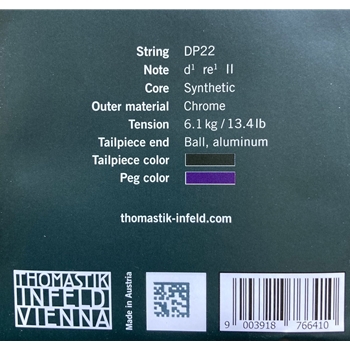 String DP22
Note d¹ re¹ II
Core Synthetic
Outer material Chrome
Tension 6.1 kg / 13.4 lb
Tailpiece end Ball, aluminum
Tailpiece color
Peg color
thomastik-infeld.com
THOMASTIK
INFELD
VIENNA
Made in Austria
9 003918 766410